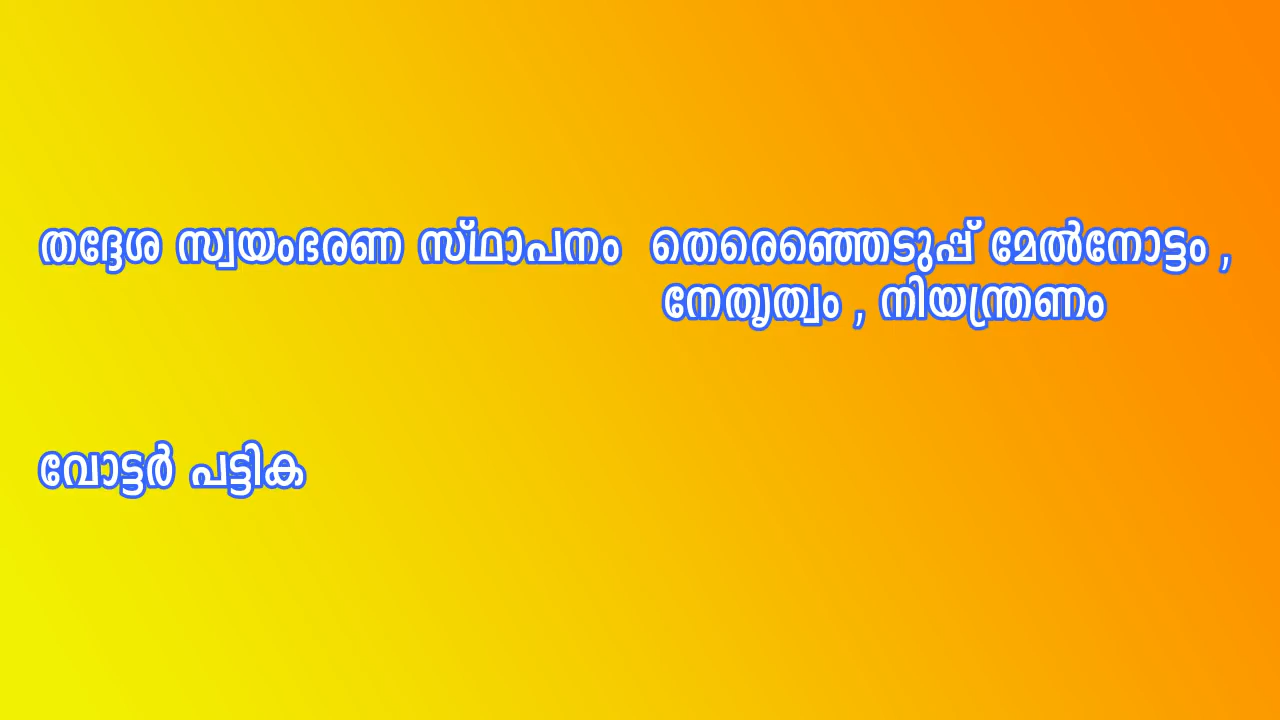 തദ്ദേശ സ്വയംഭരണ സ്ഥാപനം തെരെഞ്ഞെടുപ്പ് മേൽനോട്ടം ,
നേതൃത്വം , നിയന്ത്രണം
വോട്ടർ പട്ടിക